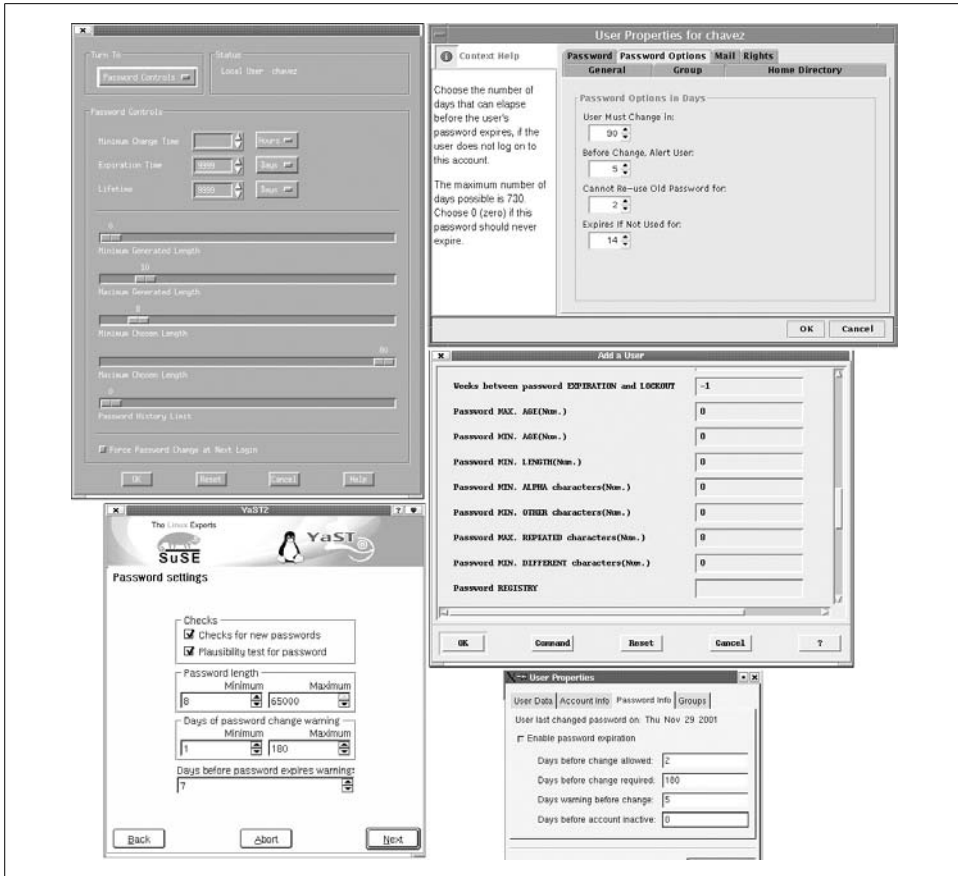 Turn To
Status
Password Controls
Local User chavez
Password Controls
Minimum Change Time
Hours
Expiration Time
9999
Days
Lifetime
9999
Days
0
Minimum Generated Length
10
Maximum Generated Length
8
Minimum Chosen Length
80
Maximum Chosen Length
0
Password History Limit
Force Password Change at Next Login
OK Reset Cancel Help
User Properties for chavez
Context Help
Choose the number of
days that can elapse
before the user's
password expires, if the
user does not log on to
this account.
The maximum number of
days possible is 730.
Choose 0 (zero) if this
password should never
expire.
Password Password Options Mail Rights
General Group Home Directory
Password Options in Days
User Must Change in:
90
Before Change, Alert User:
5
Cannot Re-use Old Password for:
2
Expires If Not Used for:
14
OK Cancel
Add a User
Weeks between password EXPIRATION and LOCKOUT -1
Password MAX. AGE(Num.) 0
Password MIN. AGE(Num.) 0
Password MIN. LENGTH(Num.) 0
Password MIN. ALPHA characters(Num.) 0
Password MIN. OTHER characters(Num.) 0
Password MAX. REPEATED characters(Num.) 8
Password MIN. DIFFERENT characters(Num.) 0
Password REGISTRY
OK Command Reset Cancel ?
YaST2
The Linux Experts
SuSE
YaST
Password settings
Checks
Checks for new passwords
Plausibility test for password
Password length
Minimum Maximum
8 65000
Days of password change warning
Minimum Maximum
1 180
Days before password expires warning:
7
Back Abort Next
User Properties
User Data Account Info Password Info Groups
User last changed password on: Thu Nov 29 2001
Enable password expiration
Days before change allowed: 2
Days before change required: 180
Days warning before change: 5
Days before account inactive: 0